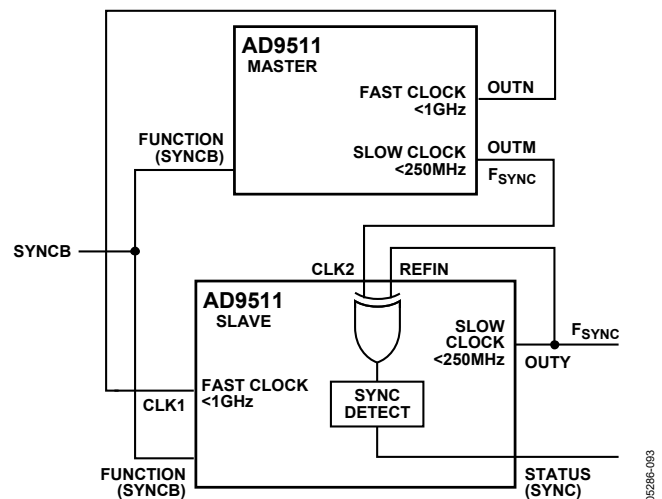 AD9511
MASTER
FAST CLOCK
<1GHz
OUTN
FUNCTION
(SYNCB)
SLOW CLOCK
<250MHz
OUTM
FSYNC
SYNCB
CLK2
REFIN
AD9511
SLAVE
SLOW
CLOCK
<250MHz
FSYNC
OUTY
FAST CLOCK
<1GHz
CLK1
SYNC
DETECT
FUNCTION
(SYNCB)
STATUS
(SYNC)
05286-093